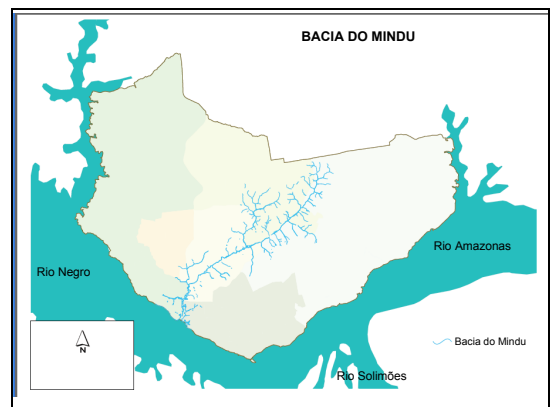 BACIA DO MINDU
Rio Amazonas
Rio Negro
N
Bacia do Mindu
Rio Solimões